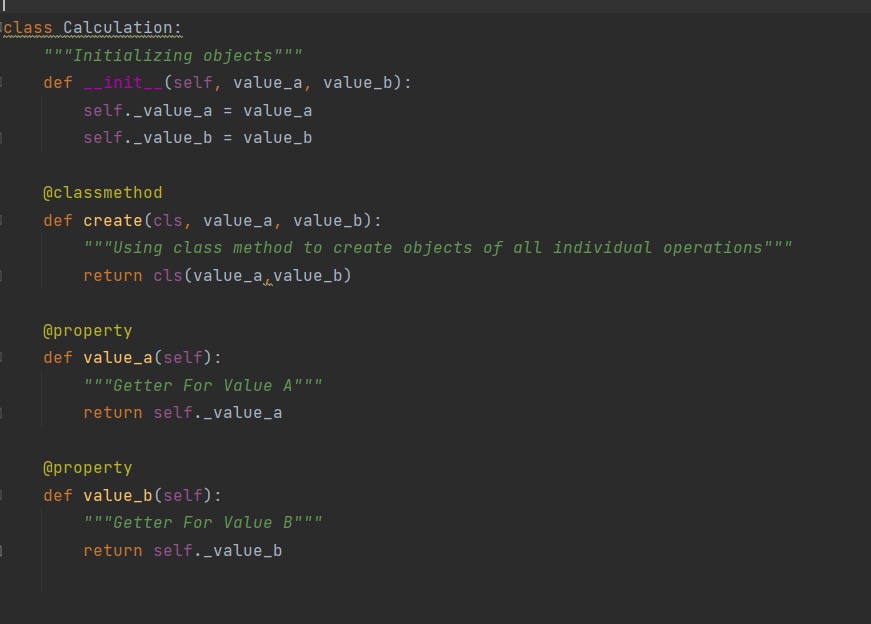 class Calculation:
    """Initializing objects"""
    def __init__(self, value_a, value_b):
        self._value_a = value_a
        self._value_b = value_b

    @classmethod
    def create(cls, value_a, value_b):
        """Using class method to create objects of all individual operations"""
        return cls(value_a,value_b)

    @property
    def value_a(self):
        """Getter For Value A"""
        return self._value_a

    @property
    def value_b(self):
        """Getter For Value B"""
        return self._value_b